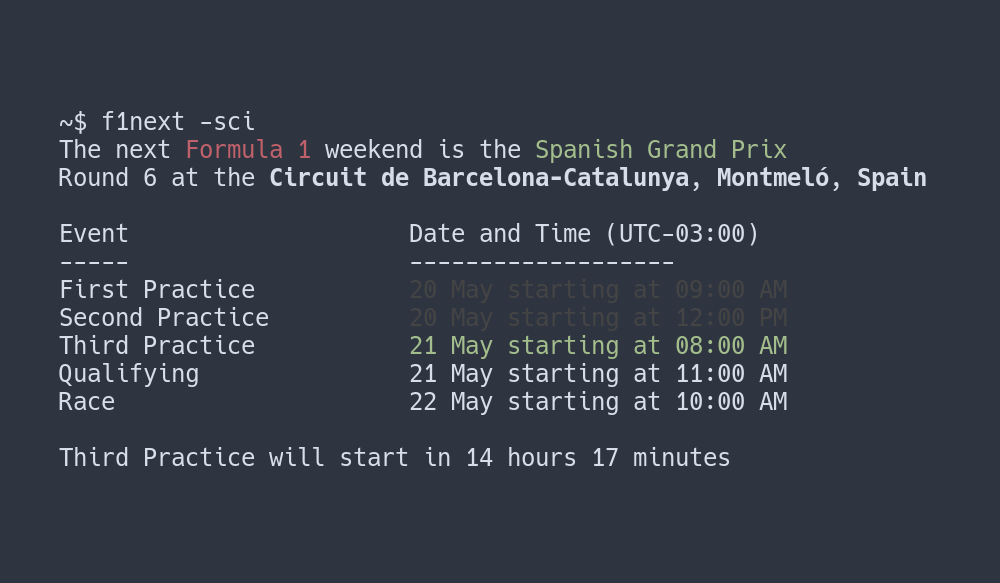 ~$ f1next -sci
The next Formula 1 weekend is the Spanish Grand Prix
Round 6 at the Circuit de Barcelona-Catalunya, Montmeló, Spain
Event                    Date and Time (UTC-03:00)
-----                    -------------------
First Practice           20 May starting at 09:00 AM
Second Practice          20 May starting at 12:00 PM
Third Practice           21 May starting at 08:00 AM
Qualifying               21 May starting at 11:00 AM
Race                     22 May starting at 10:00 AM
Third Practice will start in 14 hours 17 minutes